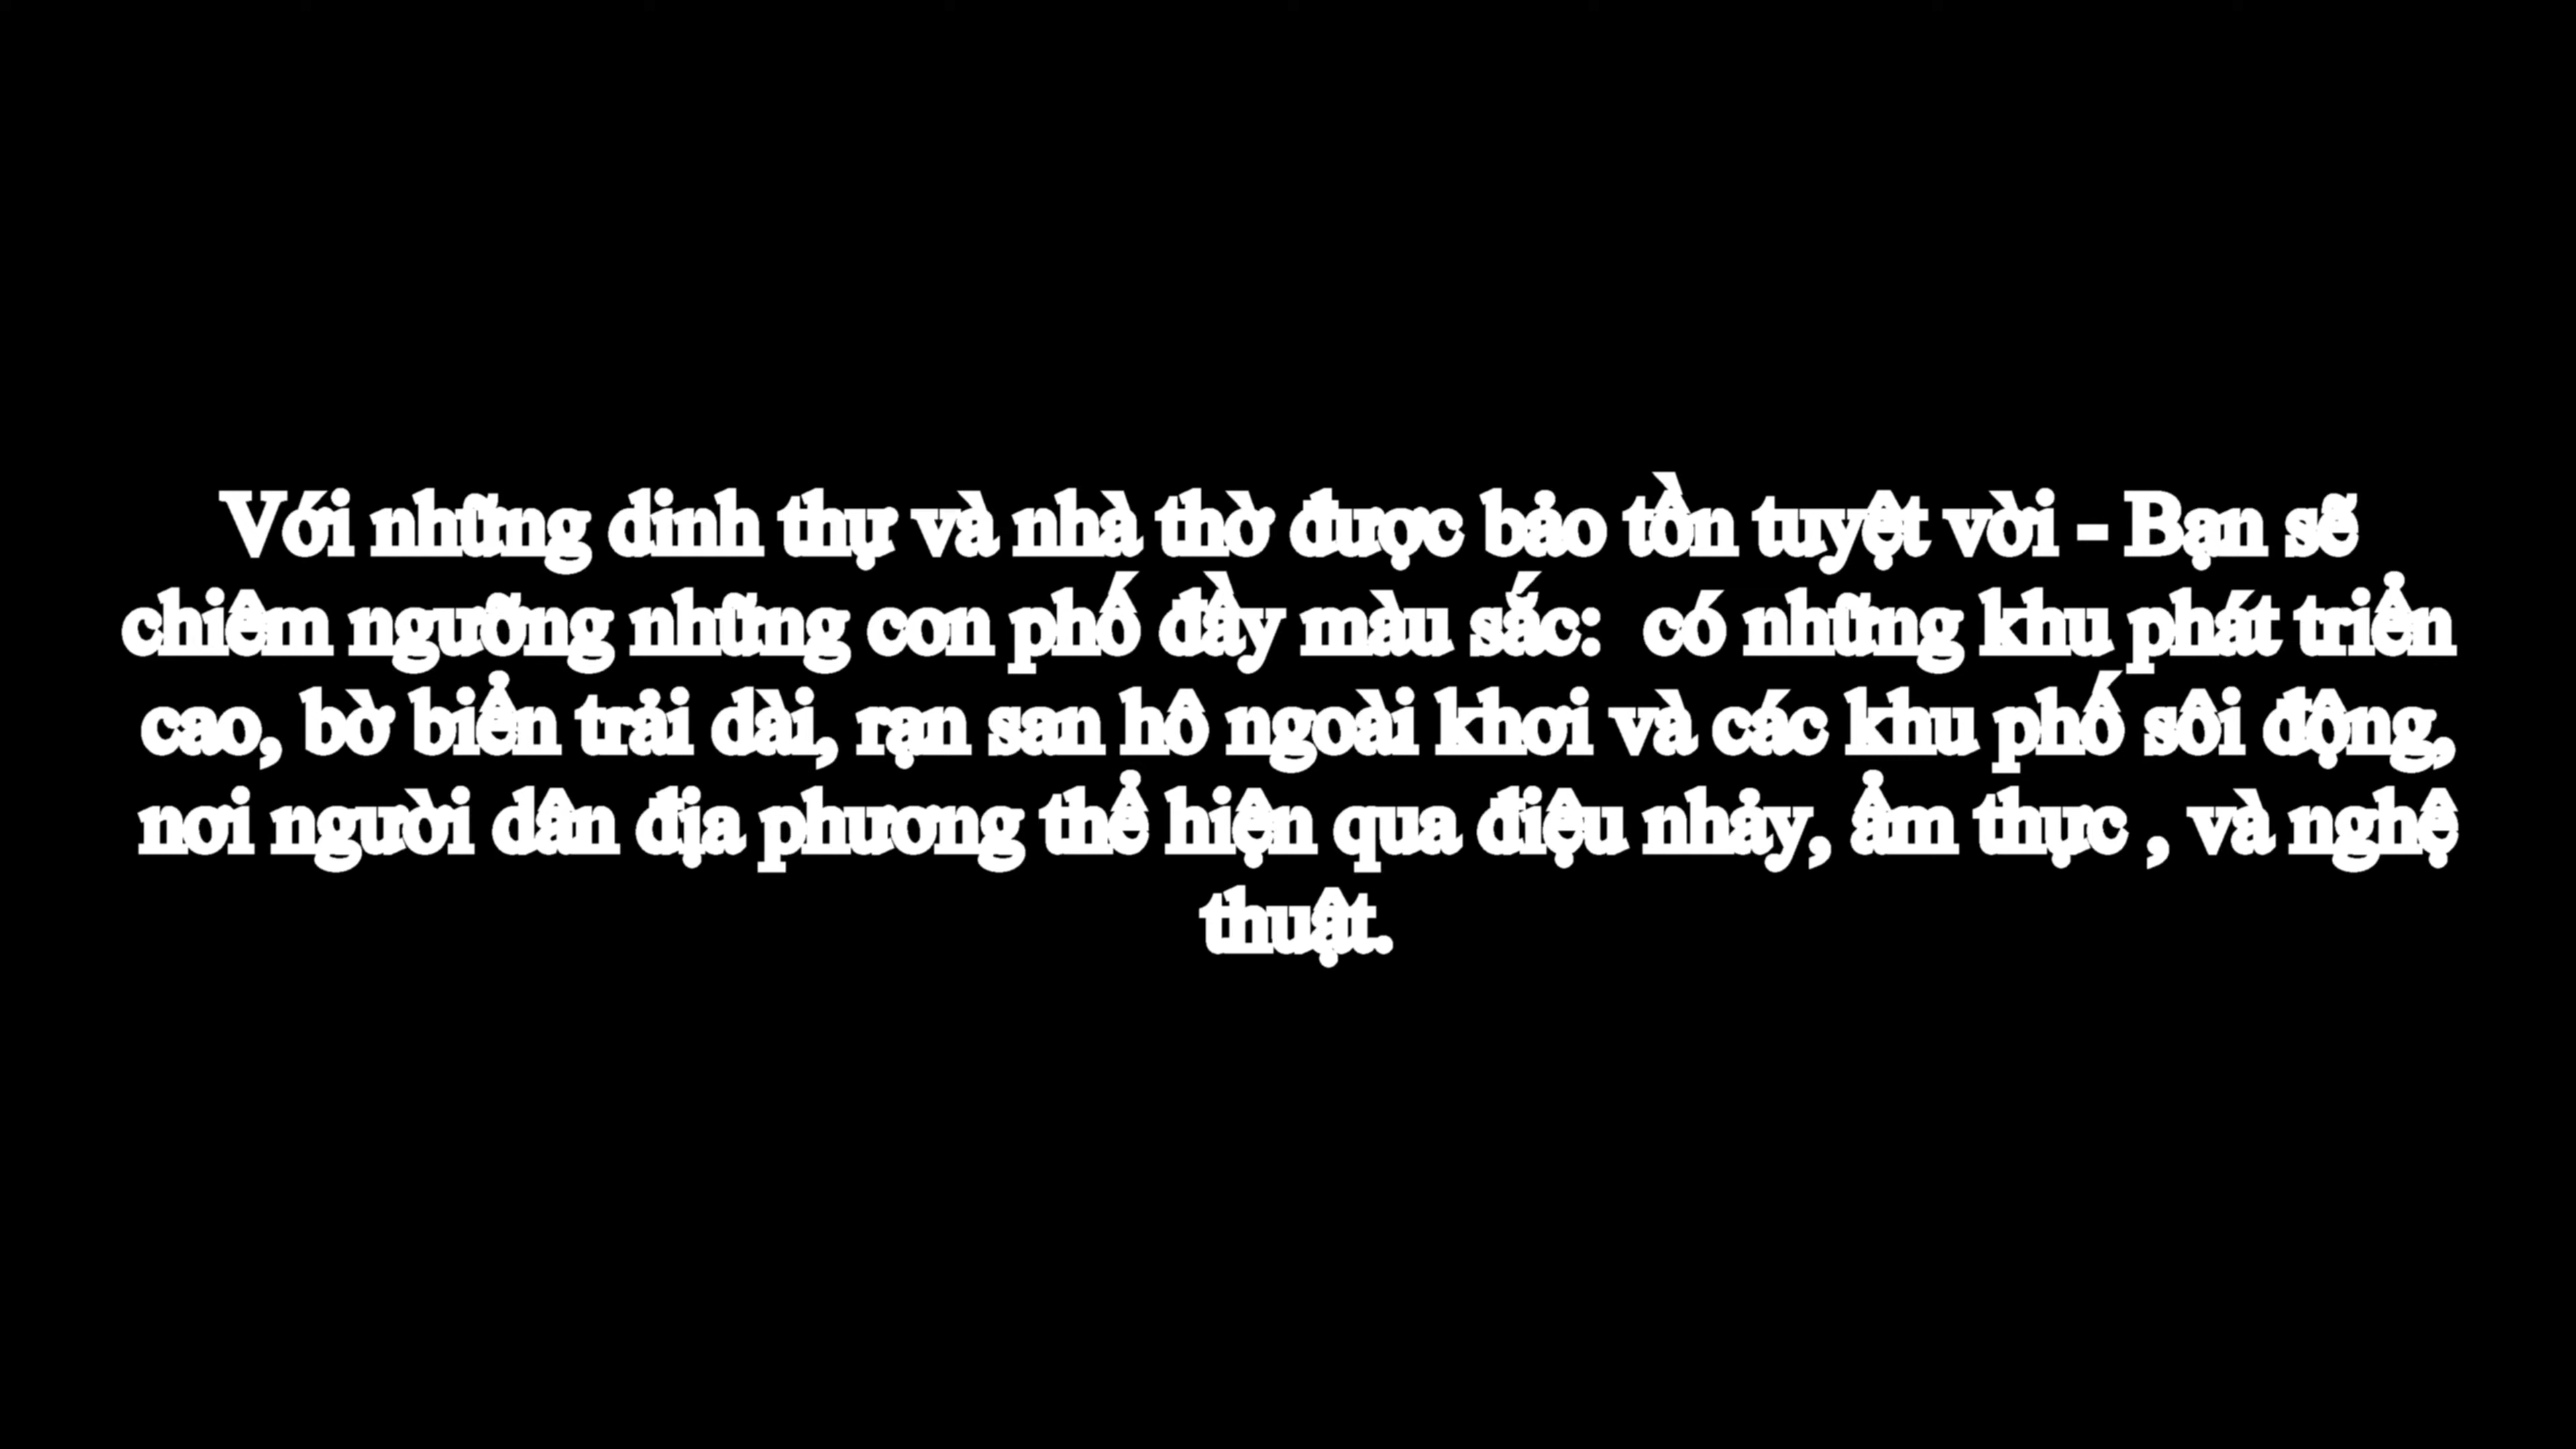 Với những dinh thự và nhà thờ được bảo tồn tuyệt vời - Bạn sẽ
chiêm ngưỡng những con phố đầy màu sắc:  có những khu phát triển
cao, bờ biển trải dài, rạn san hô ngoài khơi và các khu phố sôi động,
nơi người dân địa phương thể hiện qua điệu nhảy, ẩm thực , và nghệ
thuật.